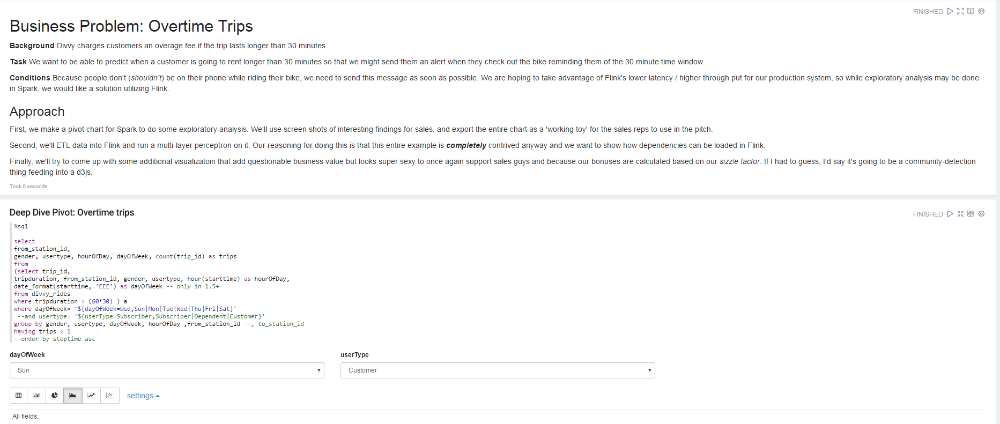 FINISHED
Business Problem: Overtime Trips
Background Divvy charges customers an overage fee if the trip lasts longer than 30 minutes.
Task We want to be able to predict when a customer is going to rent longer than 30 minutes so that we might send them an alert when they check out the bike reminding them of the 30 minute time window.
Conditions Because people don't (shouldn't) be on their phone while riding their bike, we need to send this message as soon as possible. We are hoping to take advantage of Flink's lower latency / higher through put for our production system, so while exploratory analysis may be done
in Spark, we would like a solution utilizing Flink.
Approach
First, we make a pivot chart for Spark to do some exploratory analysis. We'll use screen shots of interesting findings for sales, and export the entire chart as a 'working toy' for the sales reps to use in the pitch.
Second, we'll ETL data into Flink and run a multi-layer perceptron on it. Our reasoning for doing this is that this entire example is completely contrived anyway and we want to show how dependencies can be loaded in Flink.
Finally, we'll try to come up with some additional visualizatoin that add questionable business value but looks super sexy to once again support sales guys and because our bonuses are calculated based on our sizzle factor. If I had to guess, I'd say it's going to be a community-detection
thing feeding into a d3js.
Took 0 seconds
Deep Dive Pivot: Overtime trips
FINISHED
%sql
select
from_station_id,
gender, usertype, hourOfDay, dayOfWeek, count(trip_id) as trips
from
(select trip_id,
tripduration, from_station_id, gender, usertype, hour(starttime) as hourOfDay,
date_format(starttime, 'EEE') as dayOfWeek -- only in 1.5+
from divvy_rides
where tripduration > (60*30) ) a
where dayOfWeek= '${dayOfWeek=Wed,Sun|Mon|Tue|Wed|Thu|Fri|Sat}'
--and usertype= '${userType=Subscriber,Subscriber|Dependent|Customer}'
group by gender, usertype, dayOfWeek, hourOfDay ,from_station_id --, to_station_id
having trips > 1
--order by stoptime asc
dayOfWeek
userType
Sun
Customer
settings
All fields: